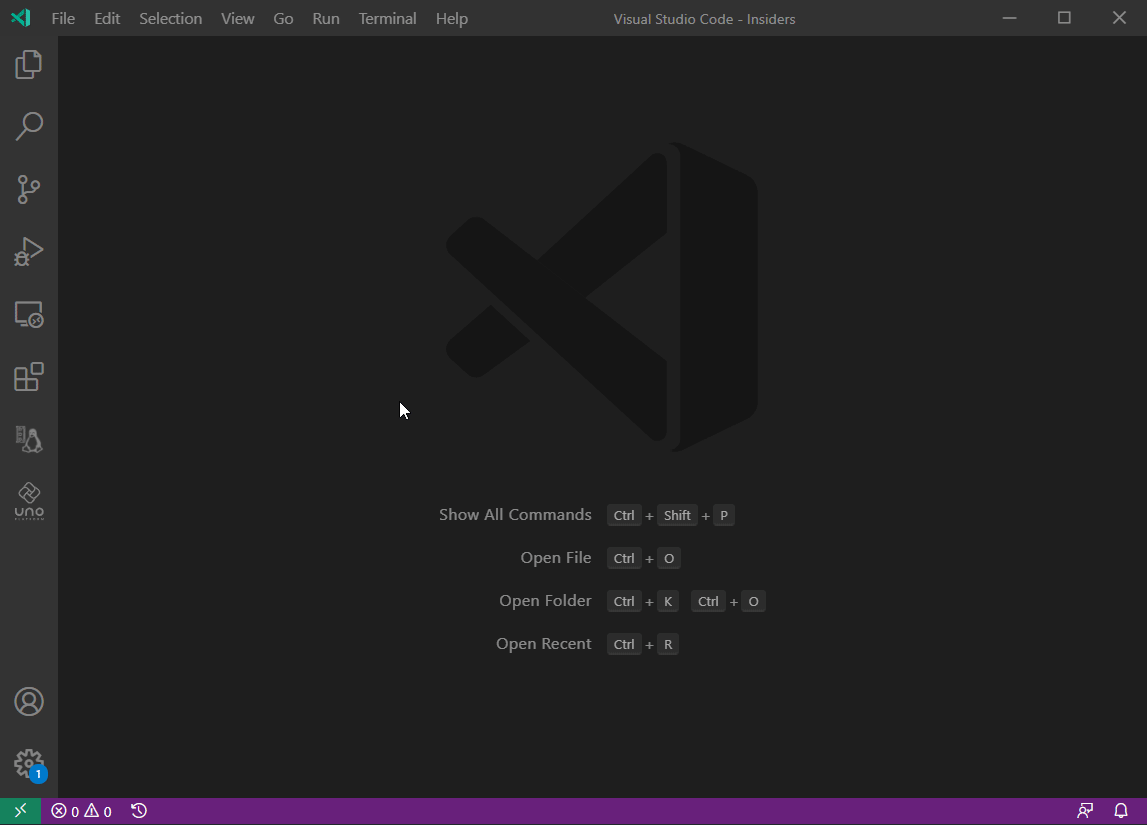 File Edit Selection View Go Run Terminal Help Visual Studio Code - Insiders
uno
PLATFORM
Show All Commands Ctrl + Shift + P
Open File Ctrl + O
Open Folder Ctrl + K Ctrl + O
Open Recent Ctrl + R
1
0 0